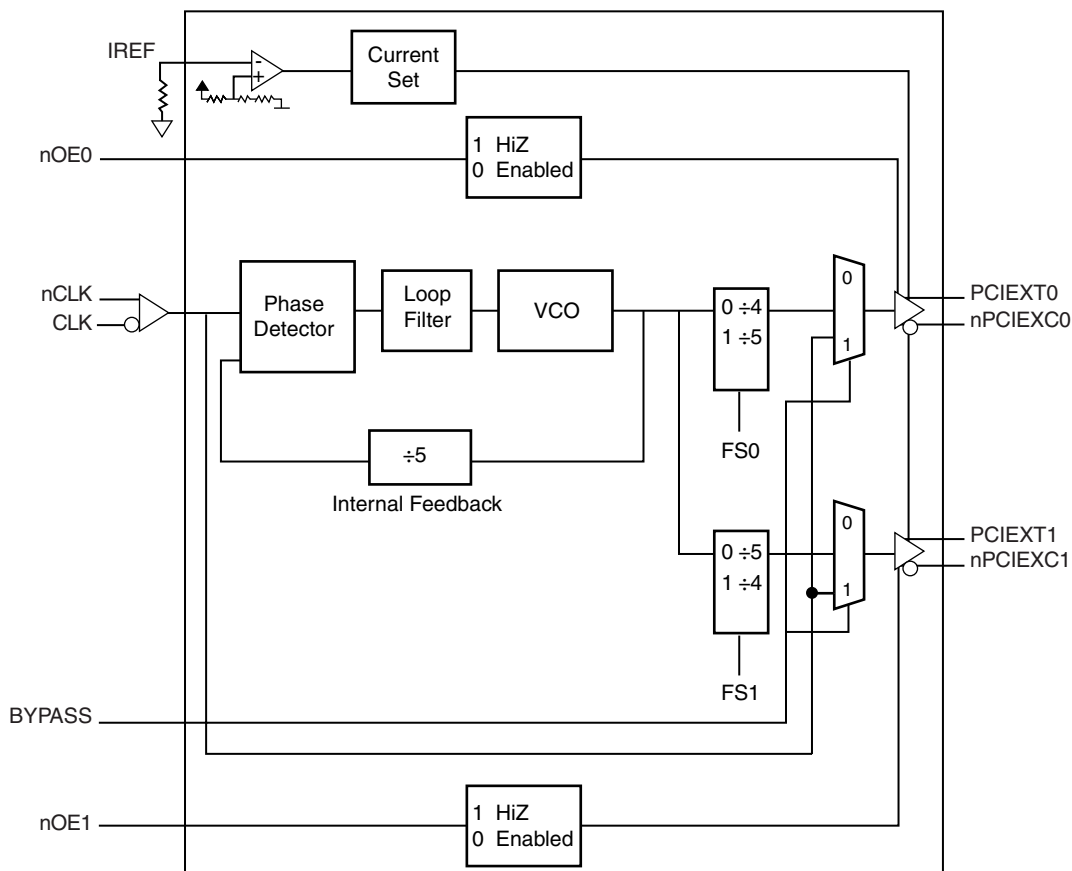 IREF
-
+
Current
Set
nOE0
1 HiZ
0 Enabled
nCLK
CLK
Phase
Detector
Loop
Filter
VCO
0 ÷4
1 ÷5
FS0
0
1
PCIEXT0
nPCIEXC0
÷5
Internal Feedback
0 ÷5
1 ÷4
FS1
0
1
PCIEXT1
nPCIEXC1
BYPASS
nOE1
1 HiZ
0 Enabled